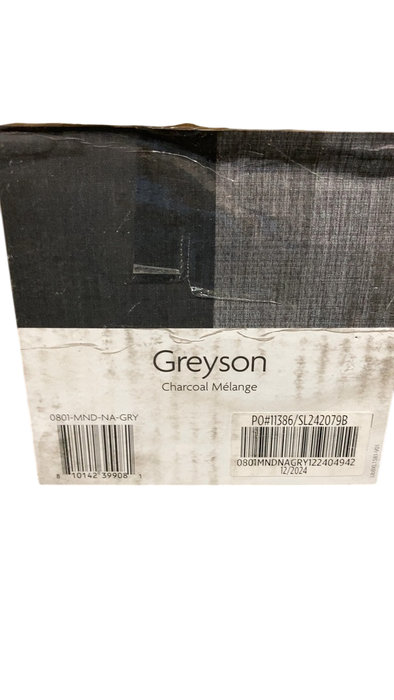 Greyson
Charcoal Mélange
0801-MND-NA-GRY
8 10142 39908 1
PO#11386/SL242079B
0801MNDNAGRY122404942
12/2024